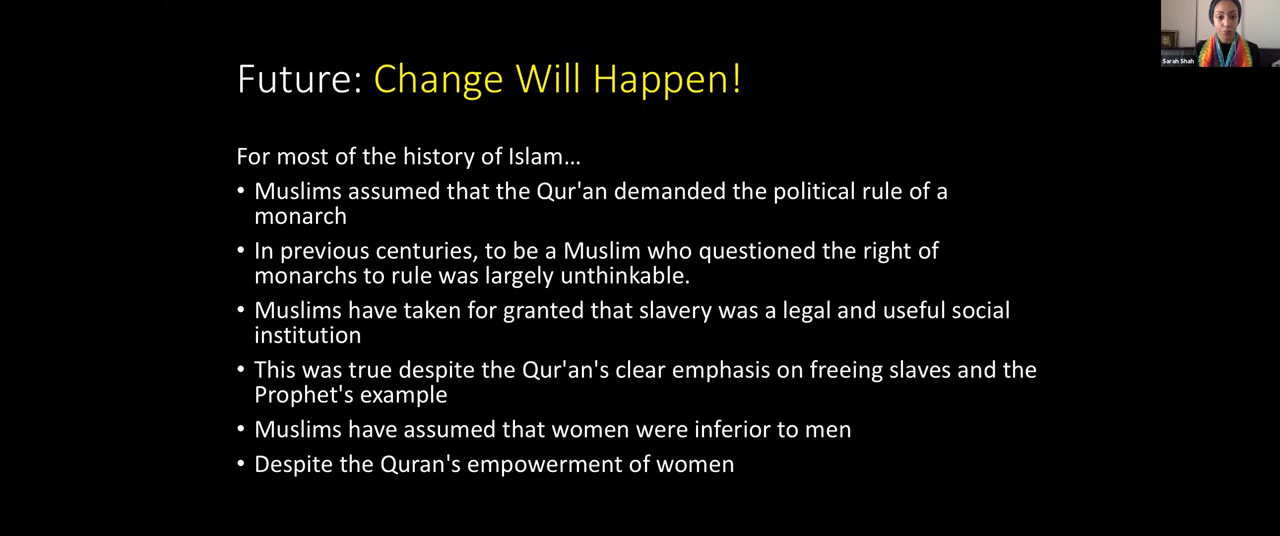 Sarah Shah
Future: Change Will Happen!
For most of the history of Islam...
• Muslims assumed that the Qur'an demanded the political rule of a
monarch
• In previous centuries, to be a Muslim who questioned the right of
monarchs to rule was largely unthinkable.
• Muslims have taken for granted that slavery was a legal and useful social
institution
• This was true despite the Qur'an's clear emphasis on freeing slaves and the
Prophet's example
• Muslims have assumed that women were inferior to men
• Despite the Quran's empowerment of women